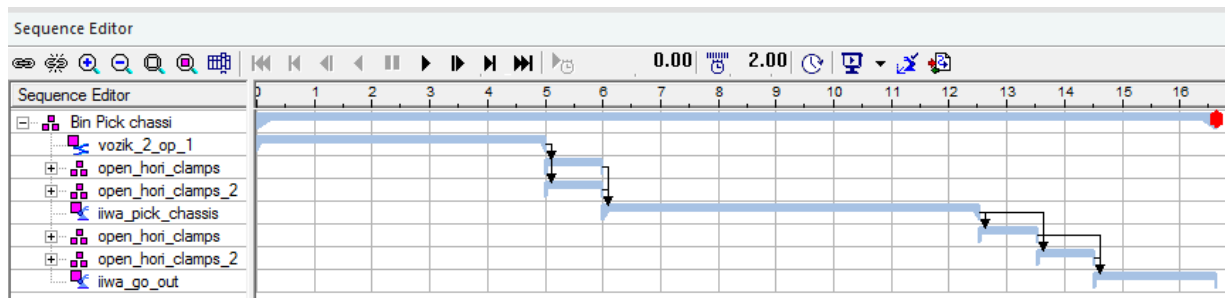 Sequence Editor
0.00 2.00
Sequence Editor 0 1 2 3 4 5 6 7 8 9 10 11 12 13 14 15 16
Bin Pick chassi
vozik_2_op_1
open_hori_clamps
open_hori_clamps_2
iiwa_pick_chassis
open_hori_clamps
open_hori_clamps_2
iiwa_go_out